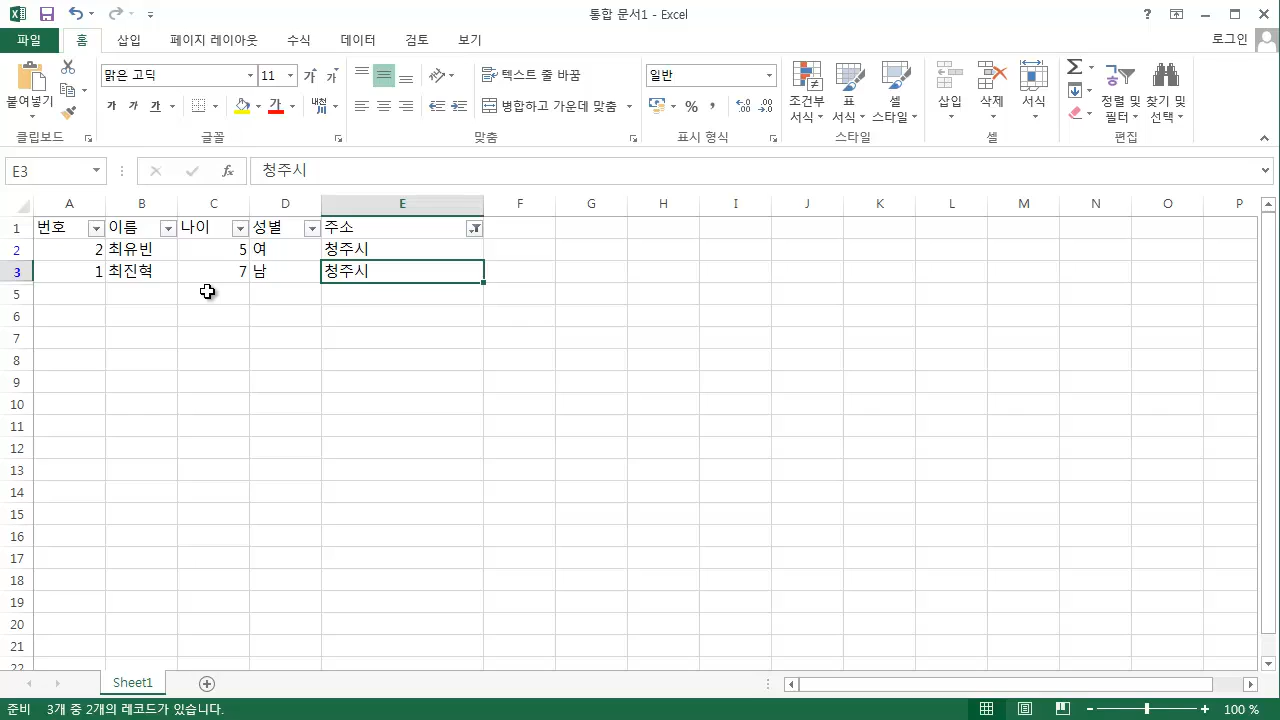 통합 문서1 - Excel
로그인
파일 홈 삽입 페이지 레이아웃 수식 데이터 검토 보기
붙여넣기
맑은 고딕 11
가 가
가 가 가 가 내천
텍스트 줄 바꿈
병합하고 가운데 맞춤
일반
% ,
조건부 서식
표 서식
셀 스타일
삽입 삭제 서식
정렬 및 필터
찾기 및 선택
클립보드 글꼴 맞춤 표시 형식 스타일 셀 편집
E3 fx 청주시
A B C D E F G H I J K L M N O P
1 번호 이름 나이 성별 주소
2 2 최유빈 5 여 청주시
3 1 최진혁 7 남 청주시
5
6
7
8
9
10
11
12
13
14
15
16
17
18
19
20
21
22
Sheet1
준비 3개 중 2개의 레코드가 있습니다. 100 %